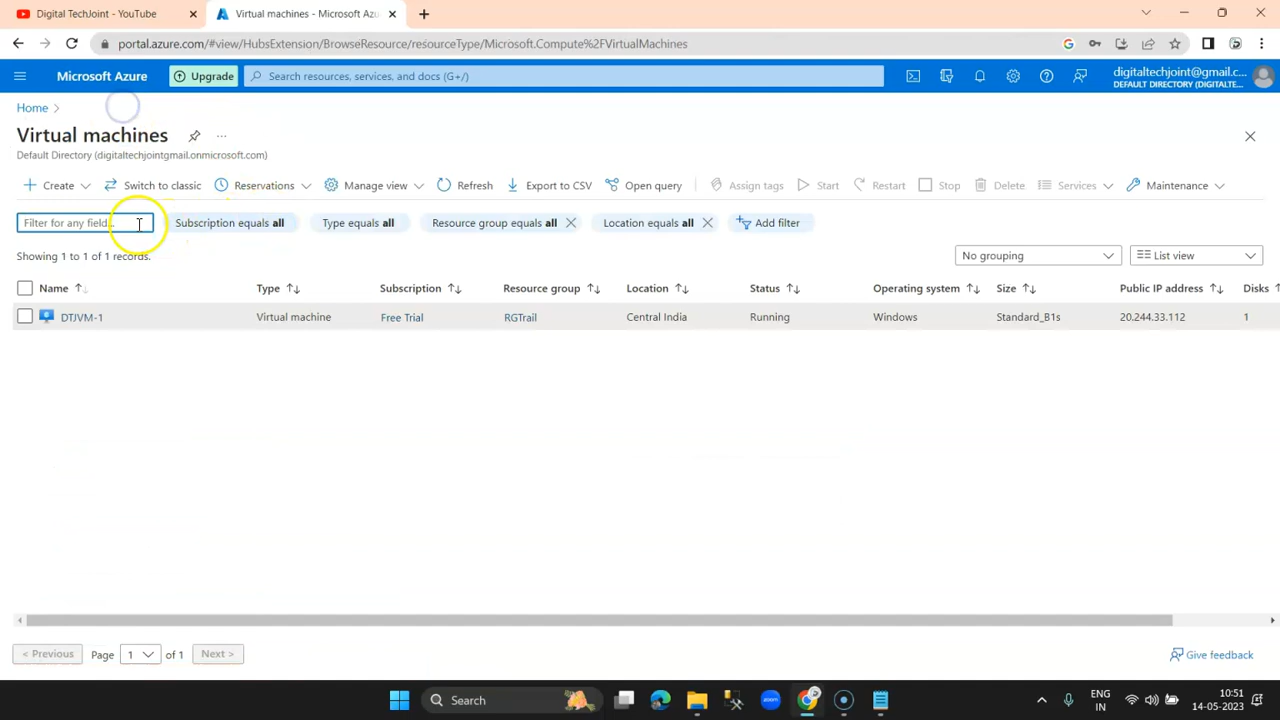 Digital TechJoint - YouTube
Virtual machines - Microsoft Azu
portal.azure.com/#view/HubsExtension/BrowseResource/resourceType/Microsoft.Compute%2FVirtualMachines
Microsoft Azure
Upgrade
Search resources, services, and docs (G+/)
digitaltechjoint@gmail.c...
DEFAULT DIRECTORY (DIGITALTE...
Home
Virtual machines
Default Directory (digitaltechjointgmail.onmicrosoft.com)
Create Switch to classic Reservations Manage view Refresh Export to CSV Open query Assign tags Start Restart Stop Delete Services Maintenance
Filter for any field... Subscription equals all Type equals all Resource group equals all Location equals all Add filter
Showing 1 to 1 of 1 records.
No grouping List view
Name Type Subscription Resource group Location Status Operating system Size Public IP address Disks
DTJVM-1 Virtual machine Free Trial RGTrail Central India Running Windows Standard_B1s 20.244.33.112 1
< Previous Page 1 of 1 Next >
Give feedback
Search
ENG
IN
10:51
14-05-2023